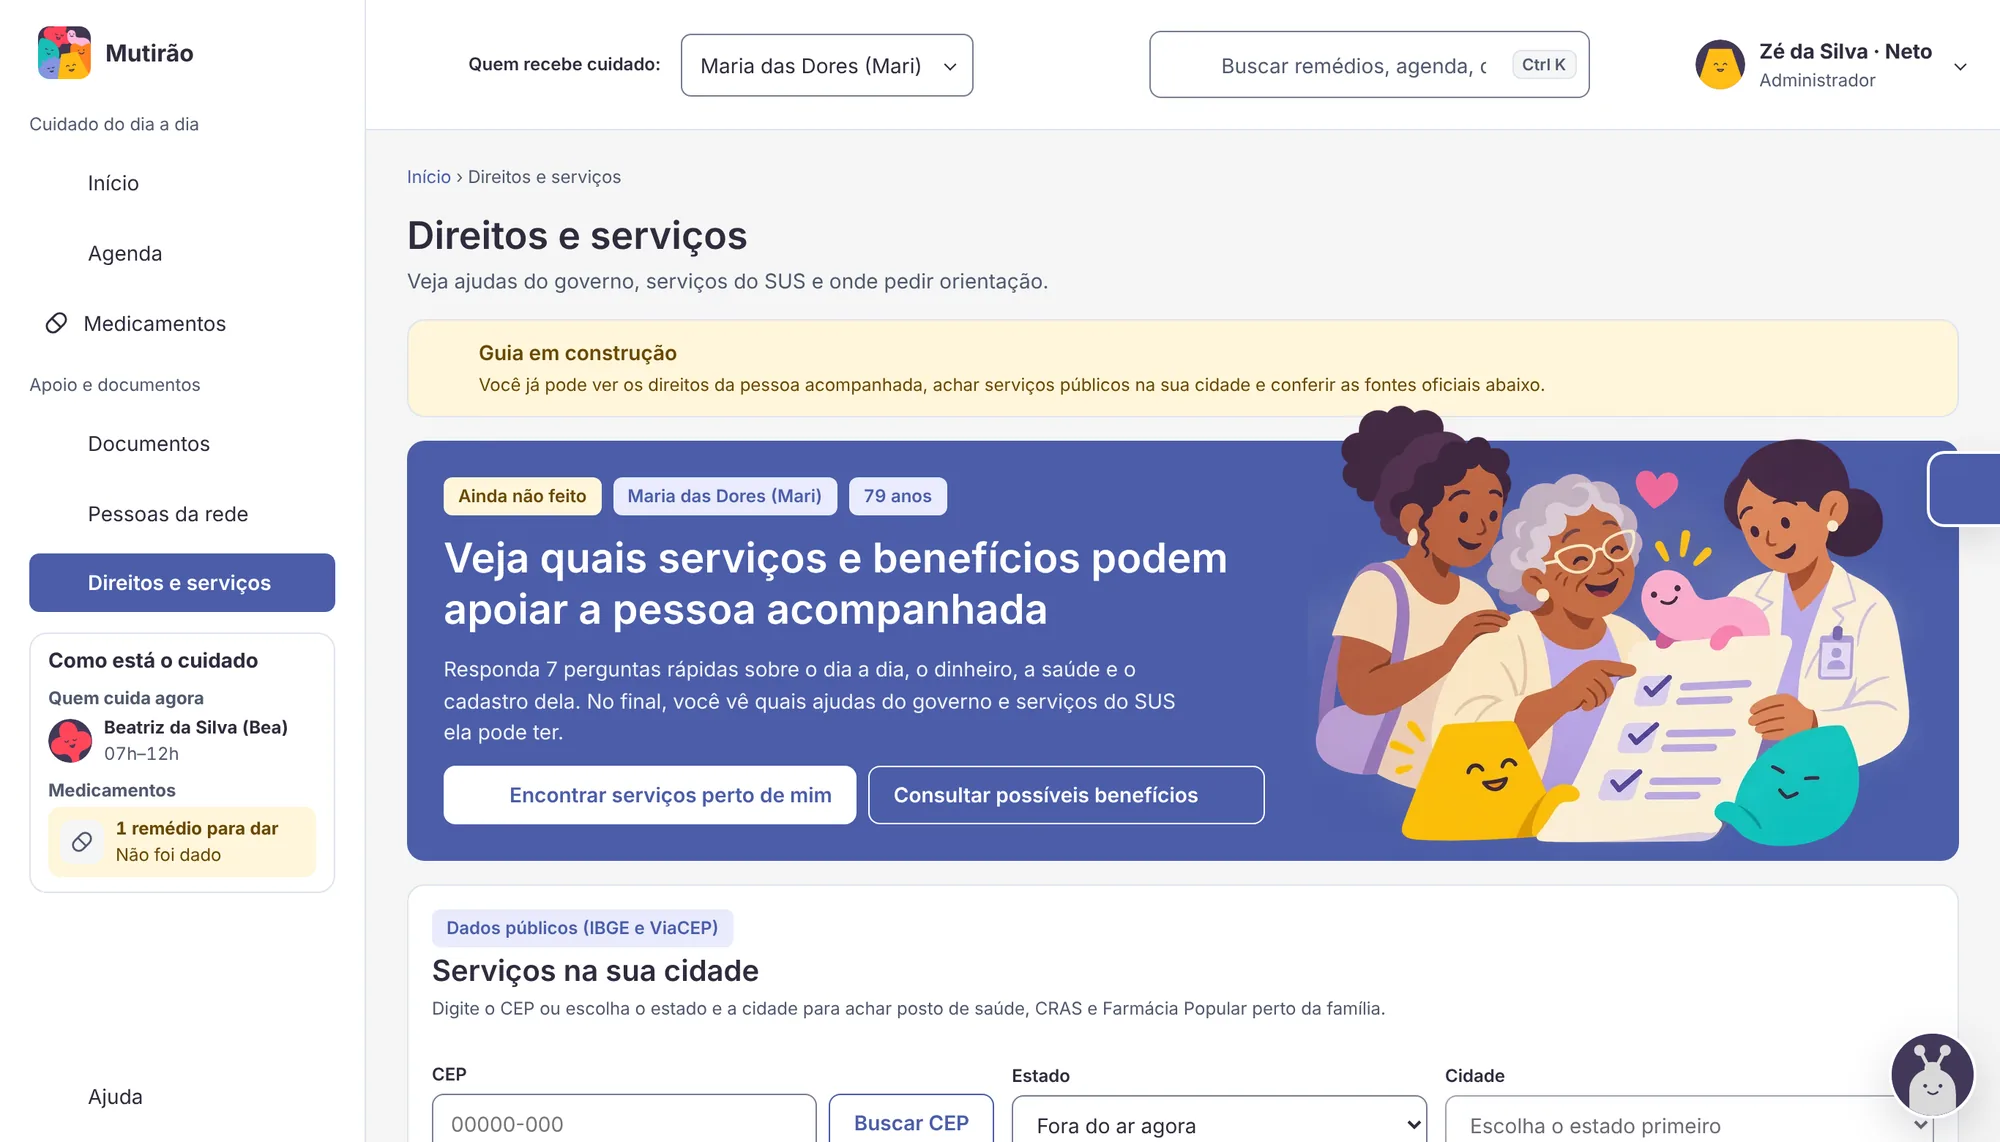 Mutirão
Quem recebe cuidado:
Maria das Dores (Mari)
Buscar remédios, agenda, c
Ctrl K
Zé da Silva · Neto
Administrador
Cuidado do dia a dia
Início
Agenda
Medicamentos
Apoio e documentos
Documentos
Pessoas da rede
Direitos e serviços
Como está o cuidado
Quem cuida agora
Beatriz da Silva (Bea)
07h–12h
Medicamentos
1 remédio para dar
Não foi dado
Ajuda
Início › Direitos e serviços
Direitos e serviços
Veja ajudas do governo, serviços do SUS e onde pedir orientação.
Guia em construção
Você já pode ver os direitos da pessoa acompanhada, achar serviços públicos na sua cidade e conferir as fontes oficiais abaixo.
Ainda não feito
Maria das Dores (Mari)
79 anos
Veja quais serviços e benefícios podem
apoiar a pessoa acompanhada
Responda 7 perguntas rápidas sobre o dia a dia, o dinheiro, a saúde e o
cadastro dela. No final, você vê quais ajudas do governo e serviços do SUS
ela pode ter.
Encontrar serviços perto de mim
Consultar possíveis benefícios
Dados públicos (IBGE e ViaCEP)
Serviços na sua cidade
Digite o CEP ou escolha o estado e a cidade para achar posto de saúde, CRAS e Farmácia Popular perto da família.
CEP
00000-000
Buscar CEP
Estado
Fora do ar agora
Cidade
Escolha o estado primeiro